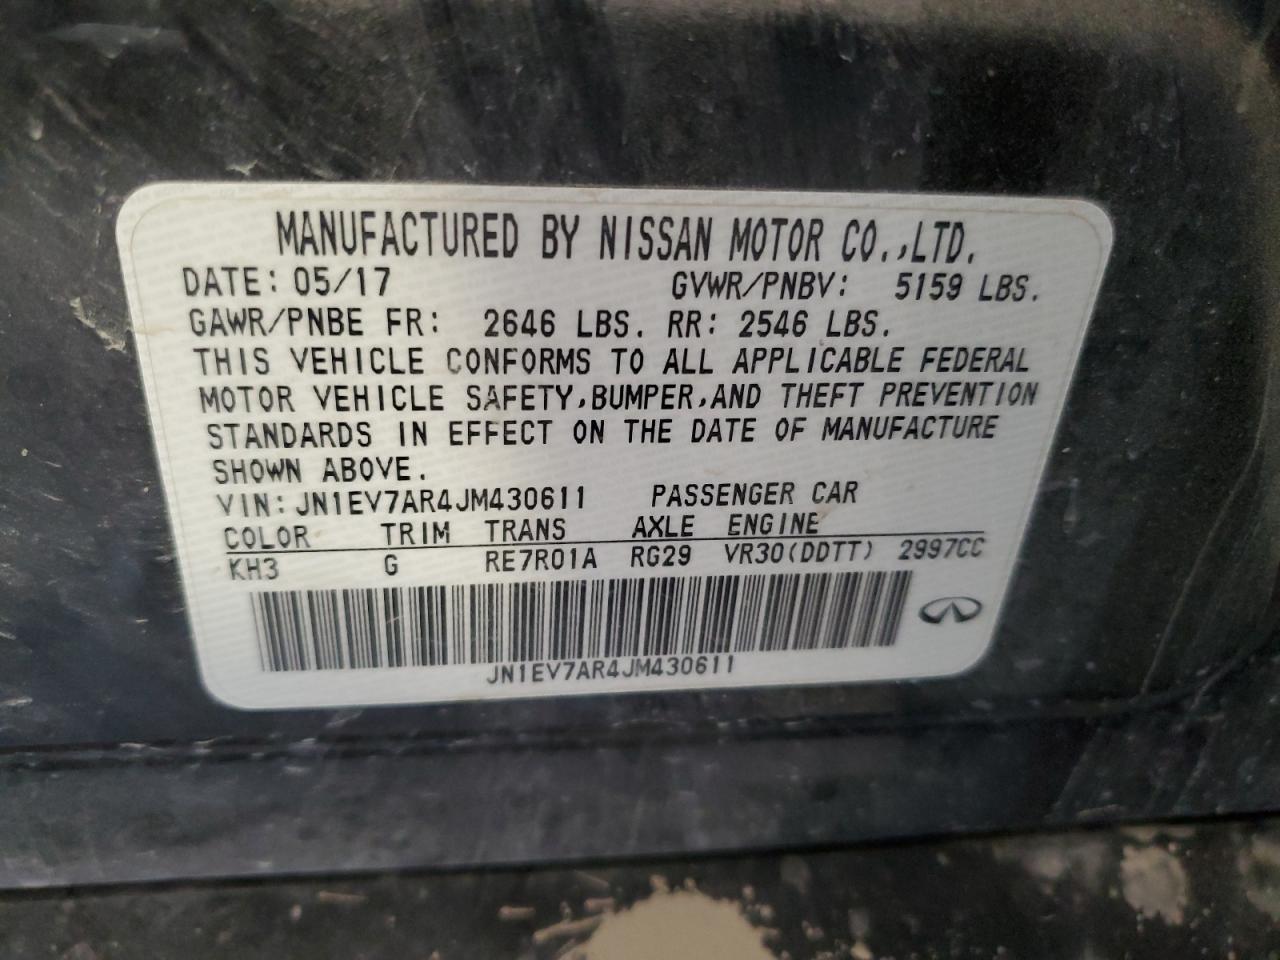 MANUFACTURED BY NISSAN MOTOR CO.,LTD.
DATE: 05/17 GVWR/PNBV: 5159 LBS.
GAWR/PNBE FR: 2646 LBS. RR: 2546 LBS.
THIS VEHICLE CONFORMS TO ALL APPLICABLE FEDERAL
MOTOR VEHICLE SAFETY,BUMPER,AND THEFT PREVENTION
STANDARDS IN EFFECT ON THE DATE OF MANUFACTURE
SHOWN ABOVE.
VIN:JN1EV7AR4JM430611 PASSENGER CAR
COLOR TRIM TRANS AXLE ENGINE
KH3 G RE7R01A RG29 VR30(DDTT) 2997CC
JN1EV7AR4JM430611